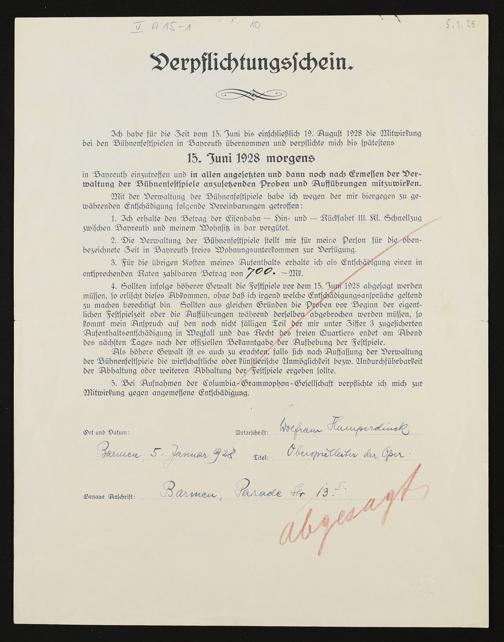 V A 15-1
10
5.1.28
Verpflichtungsschein.
Ich habe für die Zeit vom 15. Juni bis einschließlich 19. August 1928 die Mitwirkung
bei den Bühnenfestspielen in Bayreuth übernommen und verpflichte mich bis spätestens
15. Juni 1928 morgens
in Bayreuth einzutreffen und in allen angesetzten und dann noch nach Ermessen der Ver-
waltung der Bühnenfestspiele anzusetzenden Proben und Aufführungen mitzuwirken.
Mit der Verwaltung der Bühnenfestspiele habe ich wegen der mir hiergegen zu ge-
währenden Entschädigung folgende Vereinbarungen getroffen:
1. Ich erhalte den Betrag der Eisenbahn — Hin- und — Rückfahrt III. Kl. Schnellzug
zwischen Bayreuth und meinem Wohnsitz in bar vergütet.
2. Die Verwaltung der Bühnenfestspiele stellt mir für meine Person für die oben-
bezeichnete Zeit in Bayreuth freies Wohnungsunterkommen zur Verfügung.
3. Für die übrigen Kosten meines Aufenthalts erhalte ich als Entschädigung einen in
entsprechenden Raten zahlbaren Betrag von 700.— Mk.
4. Sollten infolge höherer Gewalt die Festspiele vor dem 15. Juni 1928 abgesagt werden
müssen, so erlischt dieses Abkommen, ohne daß ich irgend welche Entschädigungsansprüche geltend
zu machen berechtigt bin. Sollten aus gleichen Gründen die Proben vor Beginn der eigent-
lichen Festspielzeit oder die Aufführungen während derselben abgebrochen werden müssen, so
kommt mein Anspruch auf den noch nicht fälligen Teil der mir unter Ziffer 3 zugesicherten
Aufenthaltsentschädigung in Wegfall und das Recht des freien Quartiers endet am Abend
des nächsten Tages nach der offiziellen Bekanntgabe der Aufhebung der Festspiele.
Als höhere Gewalt ist es auch zu erachten, falls sich nach Auffassung der Verwaltung
der Bühnenfestspiele die wirtschaftliche oder künstlerische Unmöglichkeit bezw. Undurchführbarkeit
der Abhaltung oder weiteren Abhaltung der Festspiele ergeben sollte.
5. Bei Aufnahmen der Columbia-Grammophon-Gesellschaft verpflichte ich mich zur
Mitwirkung gegen angemessene Entschädigung.
Ort und Datum: Unterschrift: Wolfram Humperdinck
Barmen, 5. Januar 1928 Titel: Oberspielleiter der Oper.
Genaue Anschrift: Barmen, Parade Str. 13
abgesagt